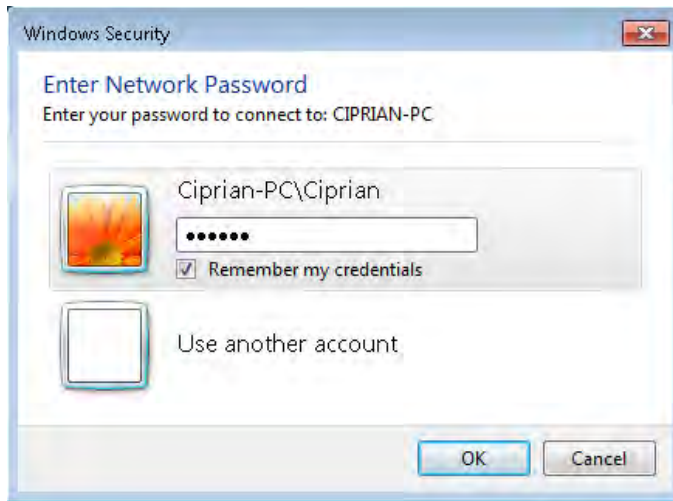 Windows Security
Enter Network Password
Enter your password to connect to: CIPRIAN-PC
Ciprian-PC\Ciprian
••••••
Remember my credentials
Use another account
OK
Cancel